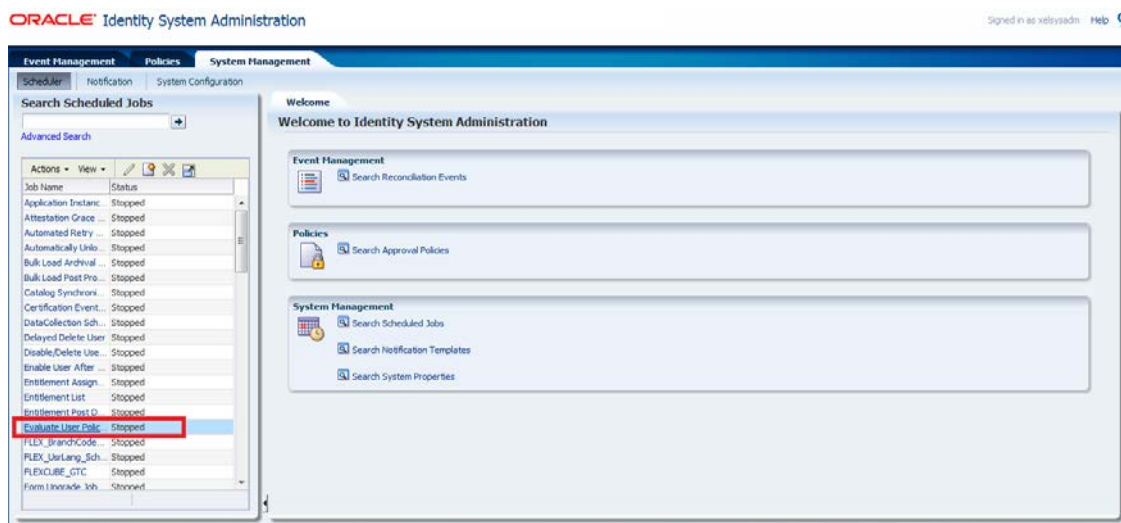 ORACLE Identity System Administration
Signed in as xelsysadm Help
Event Management Policies System Management
Scheduler Notification System Configuration
Search Scheduled Jobs
Advanced Search
Actions View
Job Name Status
Application Instanc... Stopped
Attestation Grace ... Stopped
Automated Retry ... Stopped
Automatically Unlo... Stopped
Bulk Load Archival ... Stopped
Bulk Load Post Pro... Stopped
Catalog Synchroni... Stopped
Certification Event... Stopped
DataCollection Sch... Stopped
Delayed Delete User Stopped
Disable/Delete Use... Stopped
Enable User After ... Stopped
Entitlement Assign... Stopped
Entitlement List Stopped
Entitlement Post D... Stopped
Evaluate User Polic... Stopped
FLEX_BranchCode... Stopped
FLEX_UsrLang_Sch... Stopped
FLEXCUBE_GTC Stopped
Form Upgrade Job Stopped
Welcome
Welcome to Identity System Administration
Event Management
Search Reconciliation Events
Policies
Search Approval Policies
System Management
Search Scheduled Jobs
Search Notification Templates
Search System Properties